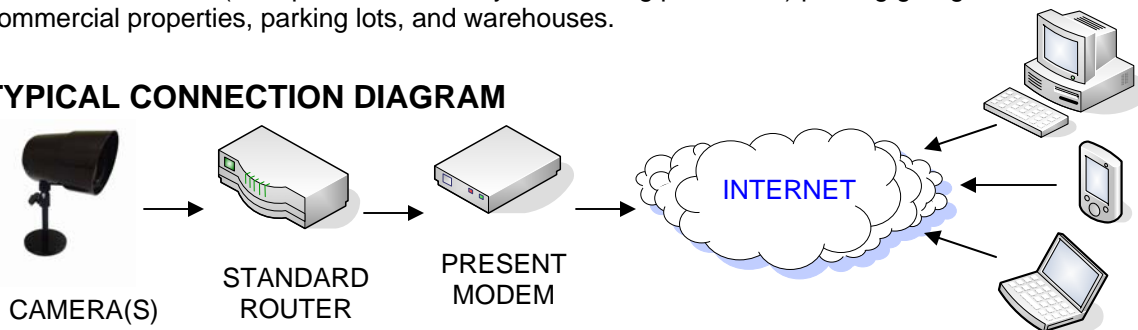 commercial properties, parking lots, and warehouses.
TYPICAL CONNECTION DIAGRAM
INTERNET
STANDARD
ROUTER
PRESENT
MODEM
CAMERA(S)